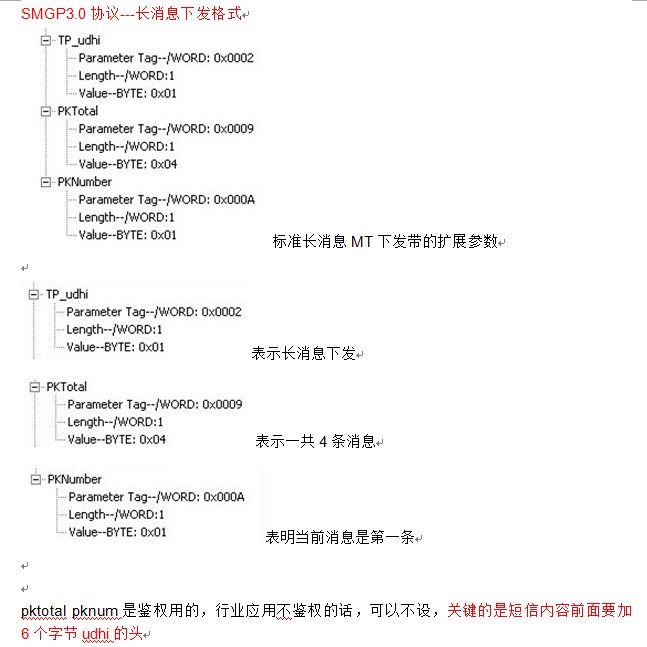 SMGP3.0 协议---长消息下发格式
TP_udhi
Parameter Tag--/WORD: 0x0002
Length--/WORD:1
Value--BYTE: 0x01
PKTotal
Parameter Tag--/WORD: 0x0009
Length--/WORD:1
Value--BYTE: 0x04
PKNumber
Parameter Tag--/WORD: 0x000A
Length--/WORD:1
Value--BYTE: 0x01
标准长消息 MT 下发带的扩展参数
TP_udhi
Parameter Tag--/WORD: 0x0002
Length--/WORD:1
Value--BYTE: 0x01
表示长消息下发
PKTotal
Parameter Tag--/WORD: 0x0009
Length--/WORD:1
Value--BYTE: 0x04
表示一共 4 条消息
PKNumber
Parameter Tag--/WORD: 0x000A
Length--/WORD:1
Value--BYTE: 0x01
表明当前消息是第一条
pktotal pknum 是鉴权用的，行业应用不鉴权的话，可以不设，关键的是短信内容前面要加
6 个字节 udhi 的头